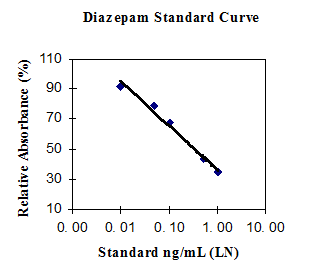 Diazepam Standard Curve
Relative Absorbance (%)
110
90
70
50
30
10
0. 00 0. 01 0. 10 1. 00 10. 00
Standard ng/mL (LN)